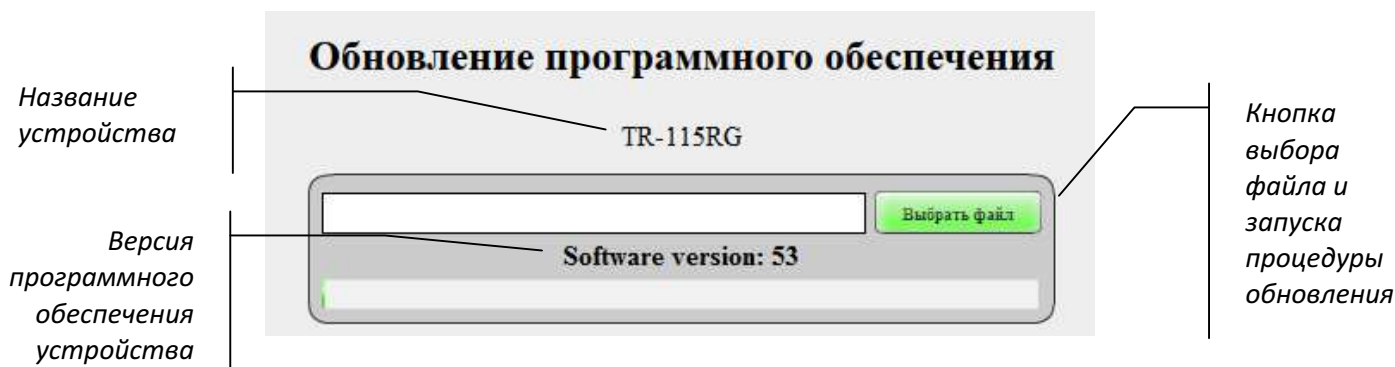 Обновление программного обеспечения
Название
устройства
TR-115RG
Кнопка
выбора
файла и
запуска
процедуры
обновления
Выбрать файл
Версия
программного
обеспечения
устройства
Software version: 53